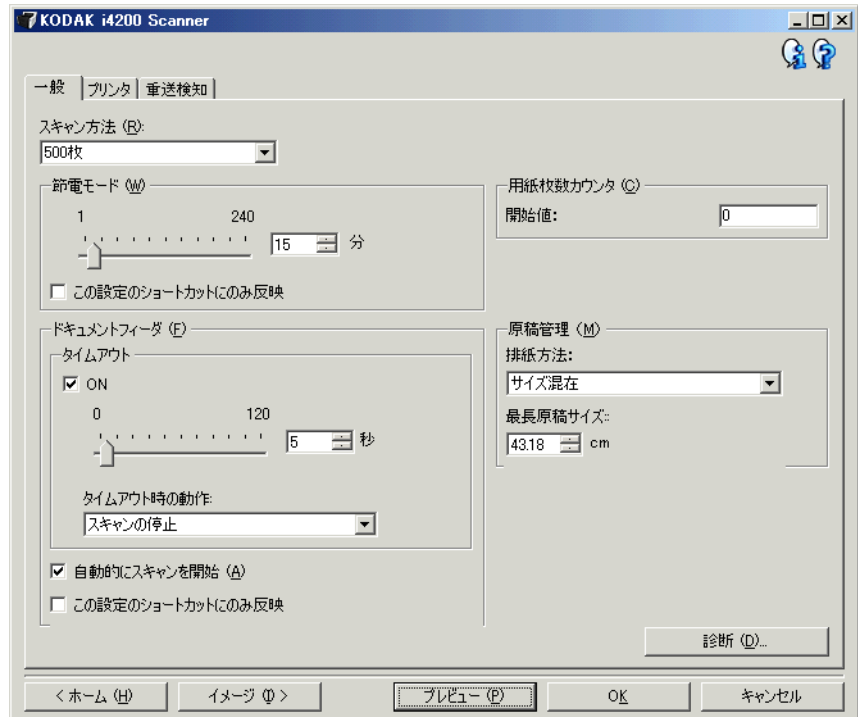 KODAK i4200 Scanner
一般 プリンタ 重送検知
スキャン方法 (R):
500枚
節電モード (W)
1 240
15 分
この設定のショートカットにのみ反映
用紙枚数カウンタ (C)
開始値: 0
ドキュメントフィーダ (F)
タイムアウト
ON
0 120
5 秒
タイムアウト時の動作:
スキャンの停止
自動的にスキャンを開始 (A)
この設定のショートカットにのみ反映
原稿管理 (M)
排紙方法:
サイズ混在
最長原稿サイズ::
43.18 cm
診断 (D)...
< ホーム (H) イメージ (I) > プレビュー (P) OK キャンセル